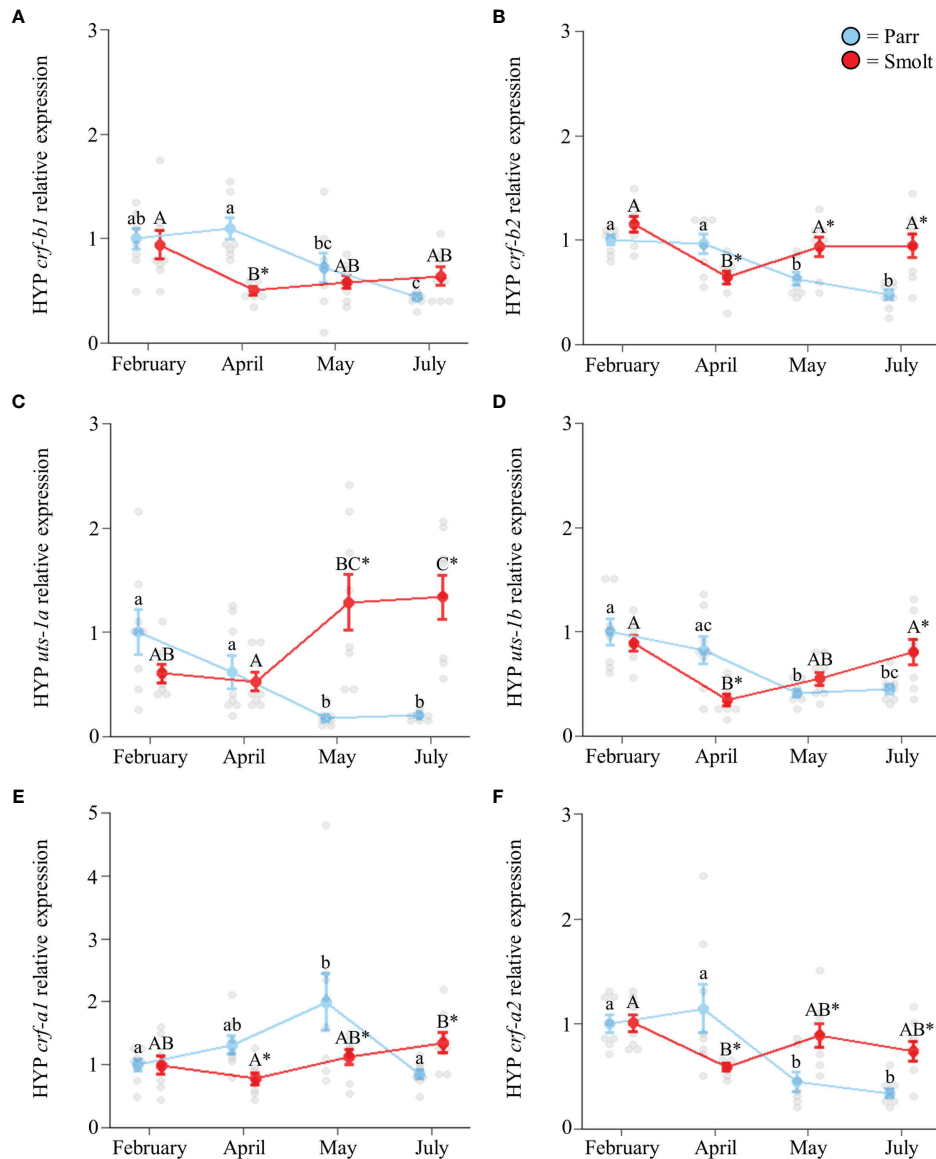 A
HYP crf-b1 relative expression
3
2
1
0
ab
A
a
B*
bc
AB
c
AB
February April May July
B
= Parr
= Smolt
HYP crf-b2 relative expression
3
2
1
0
a
A
a
B*
b
A*
b
A*
February April May July
C
HYP uts-1a relative expression
3
2
1
0
a
AB
a
A
b
BC*
b
C*
February April May July
D
HYP uts-1b relative expression
3
2
1
0
a
A
ac
B*
b
AB
bc
A*
February April May July
E
HYP crf-a1 relative expression
5
4
3
2
1
0
a
AB
ab
A*
b
AB*
a
B*
February April May July
F
HYP crf-a2 relative expression
3
2
1
0
a
A
a
B*
b
AB*
b
AB*
February April May July